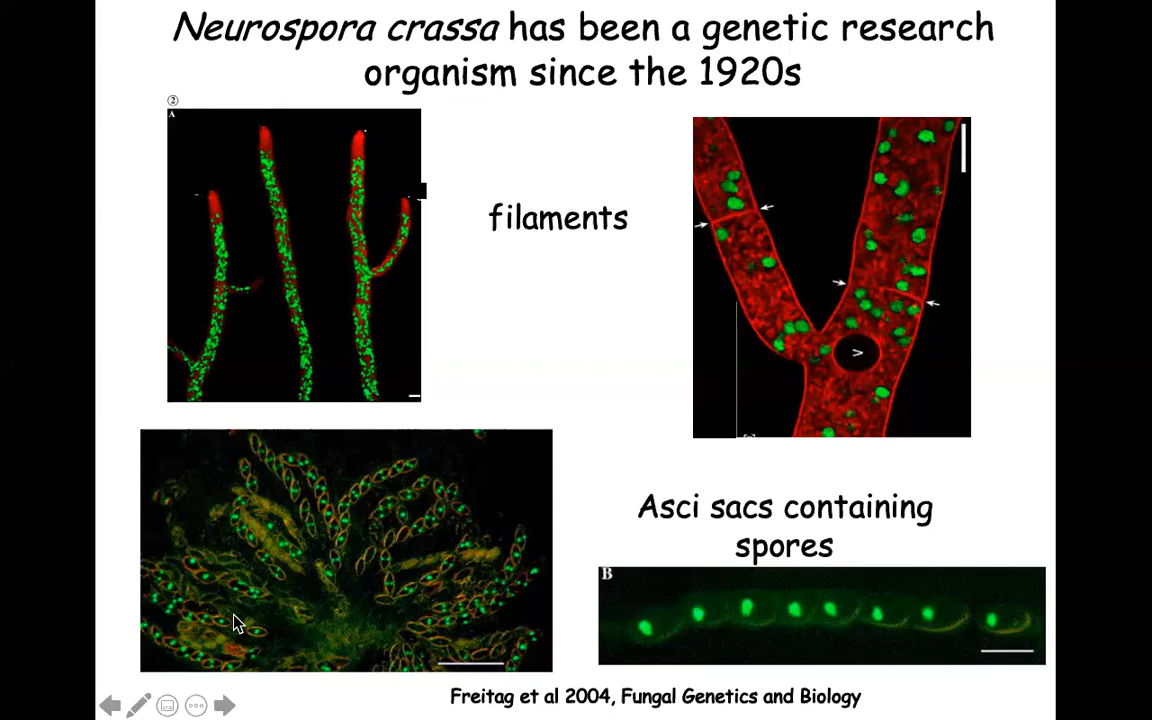 Neurospora crassa has been a genetic research
organism since the 1920s
②
A
filaments
>
Asci sacs containing
spores
B
Freitag et al 2004, Fungal Genetics and Biology